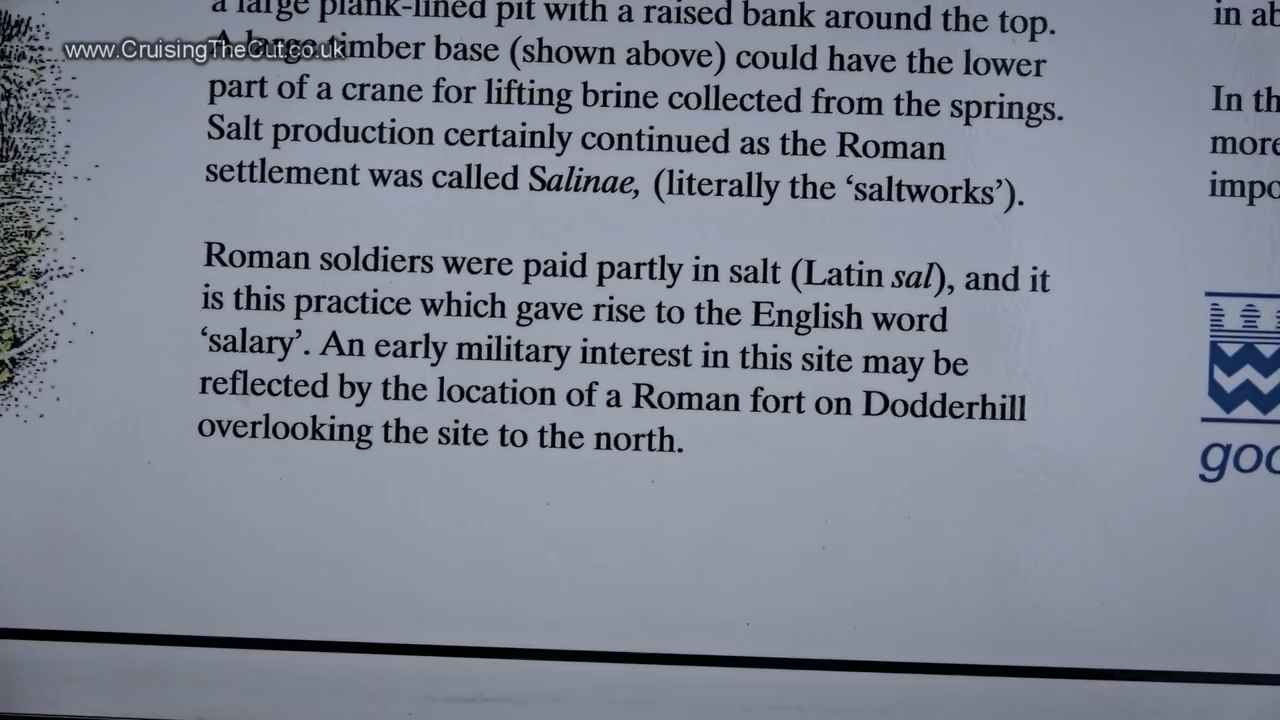 a large plank-lined pit with a raised bank around the top.
www.CruisingTheCut.co.uk
A large timber base (shown above) could have the lower
part of a crane for lifting brine collected from the springs.
Salt production certainly continued as the Roman
settlement was called Salinae, (literally the ‘saltworks’).
Roman soldiers were paid partly in salt (Latin sal), and it
is this practice which gave rise to the English word
‘salary’. An early military interest in this site may be
reflected by the location of a Roman fort on Dodderhill
overlooking the site to the north.
in
In
more